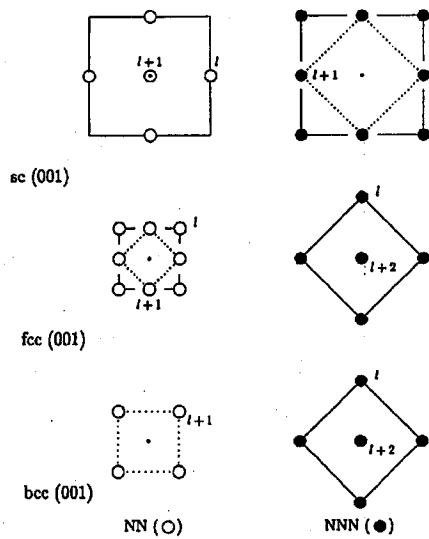 l+1
l
l+1
sc (001)
l
l+1
l
l+2
fcc (001)
l+1
l
l+2
bcc (001)
NN (○)
NNN (●)